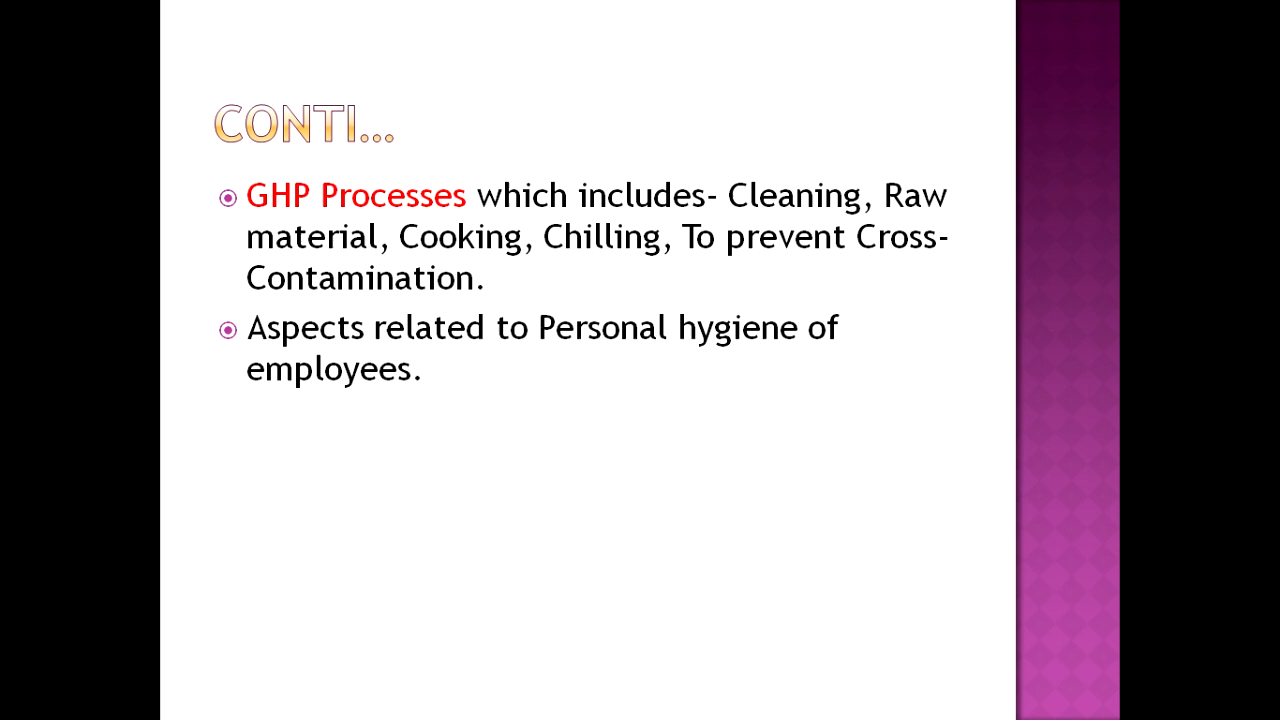 CONTI…
GHP Processes which includes- Cleaning, Raw
material, Cooking, Chilling, To prevent Cross-
Contamination.
Aspects related to Personal hygiene of
employees.